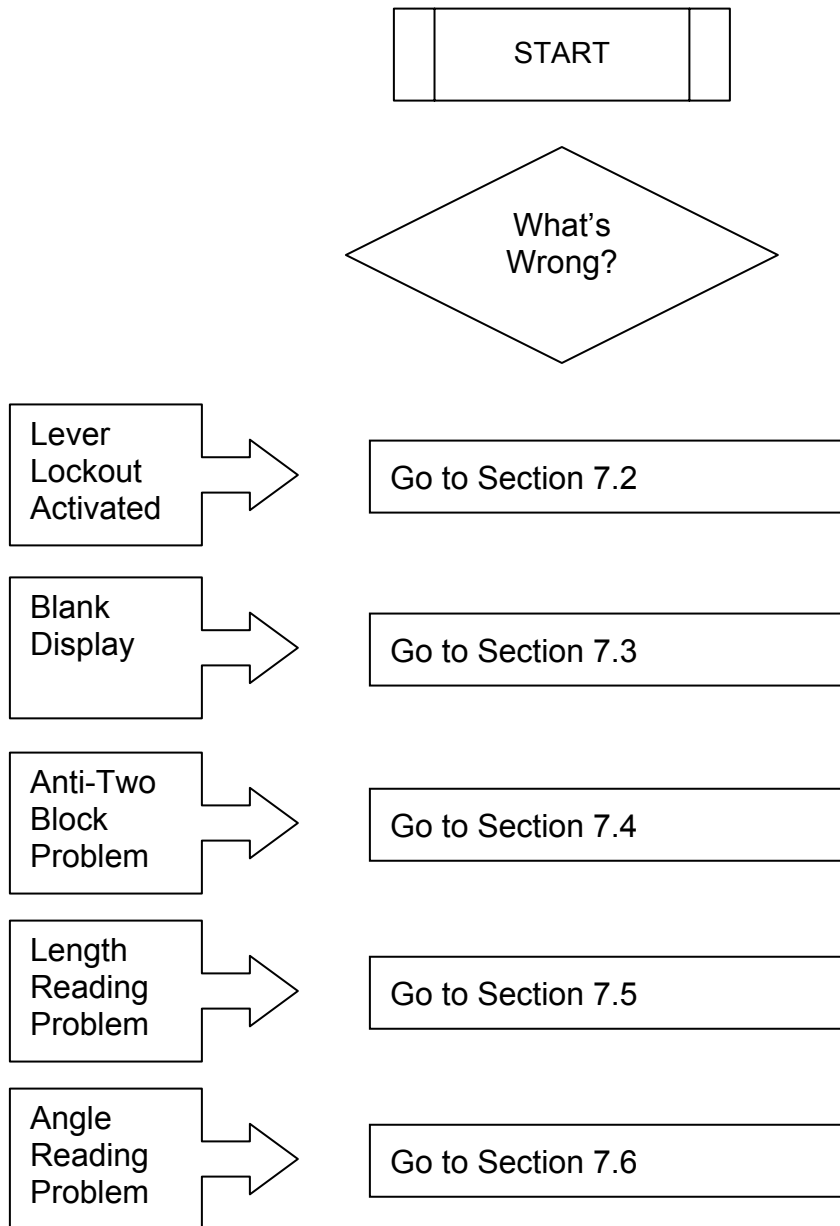 START
What’s
Wrong?
Lever
Lockout
Activated
Go to Section 7.2
Blank
Display
Go to Section 7.3
Anti-Two
Block
Problem
Go to Section 7.4
Length
Reading
Problem
Go to Section 7.5
Angle
Reading
Problem
Go to Section 7.6